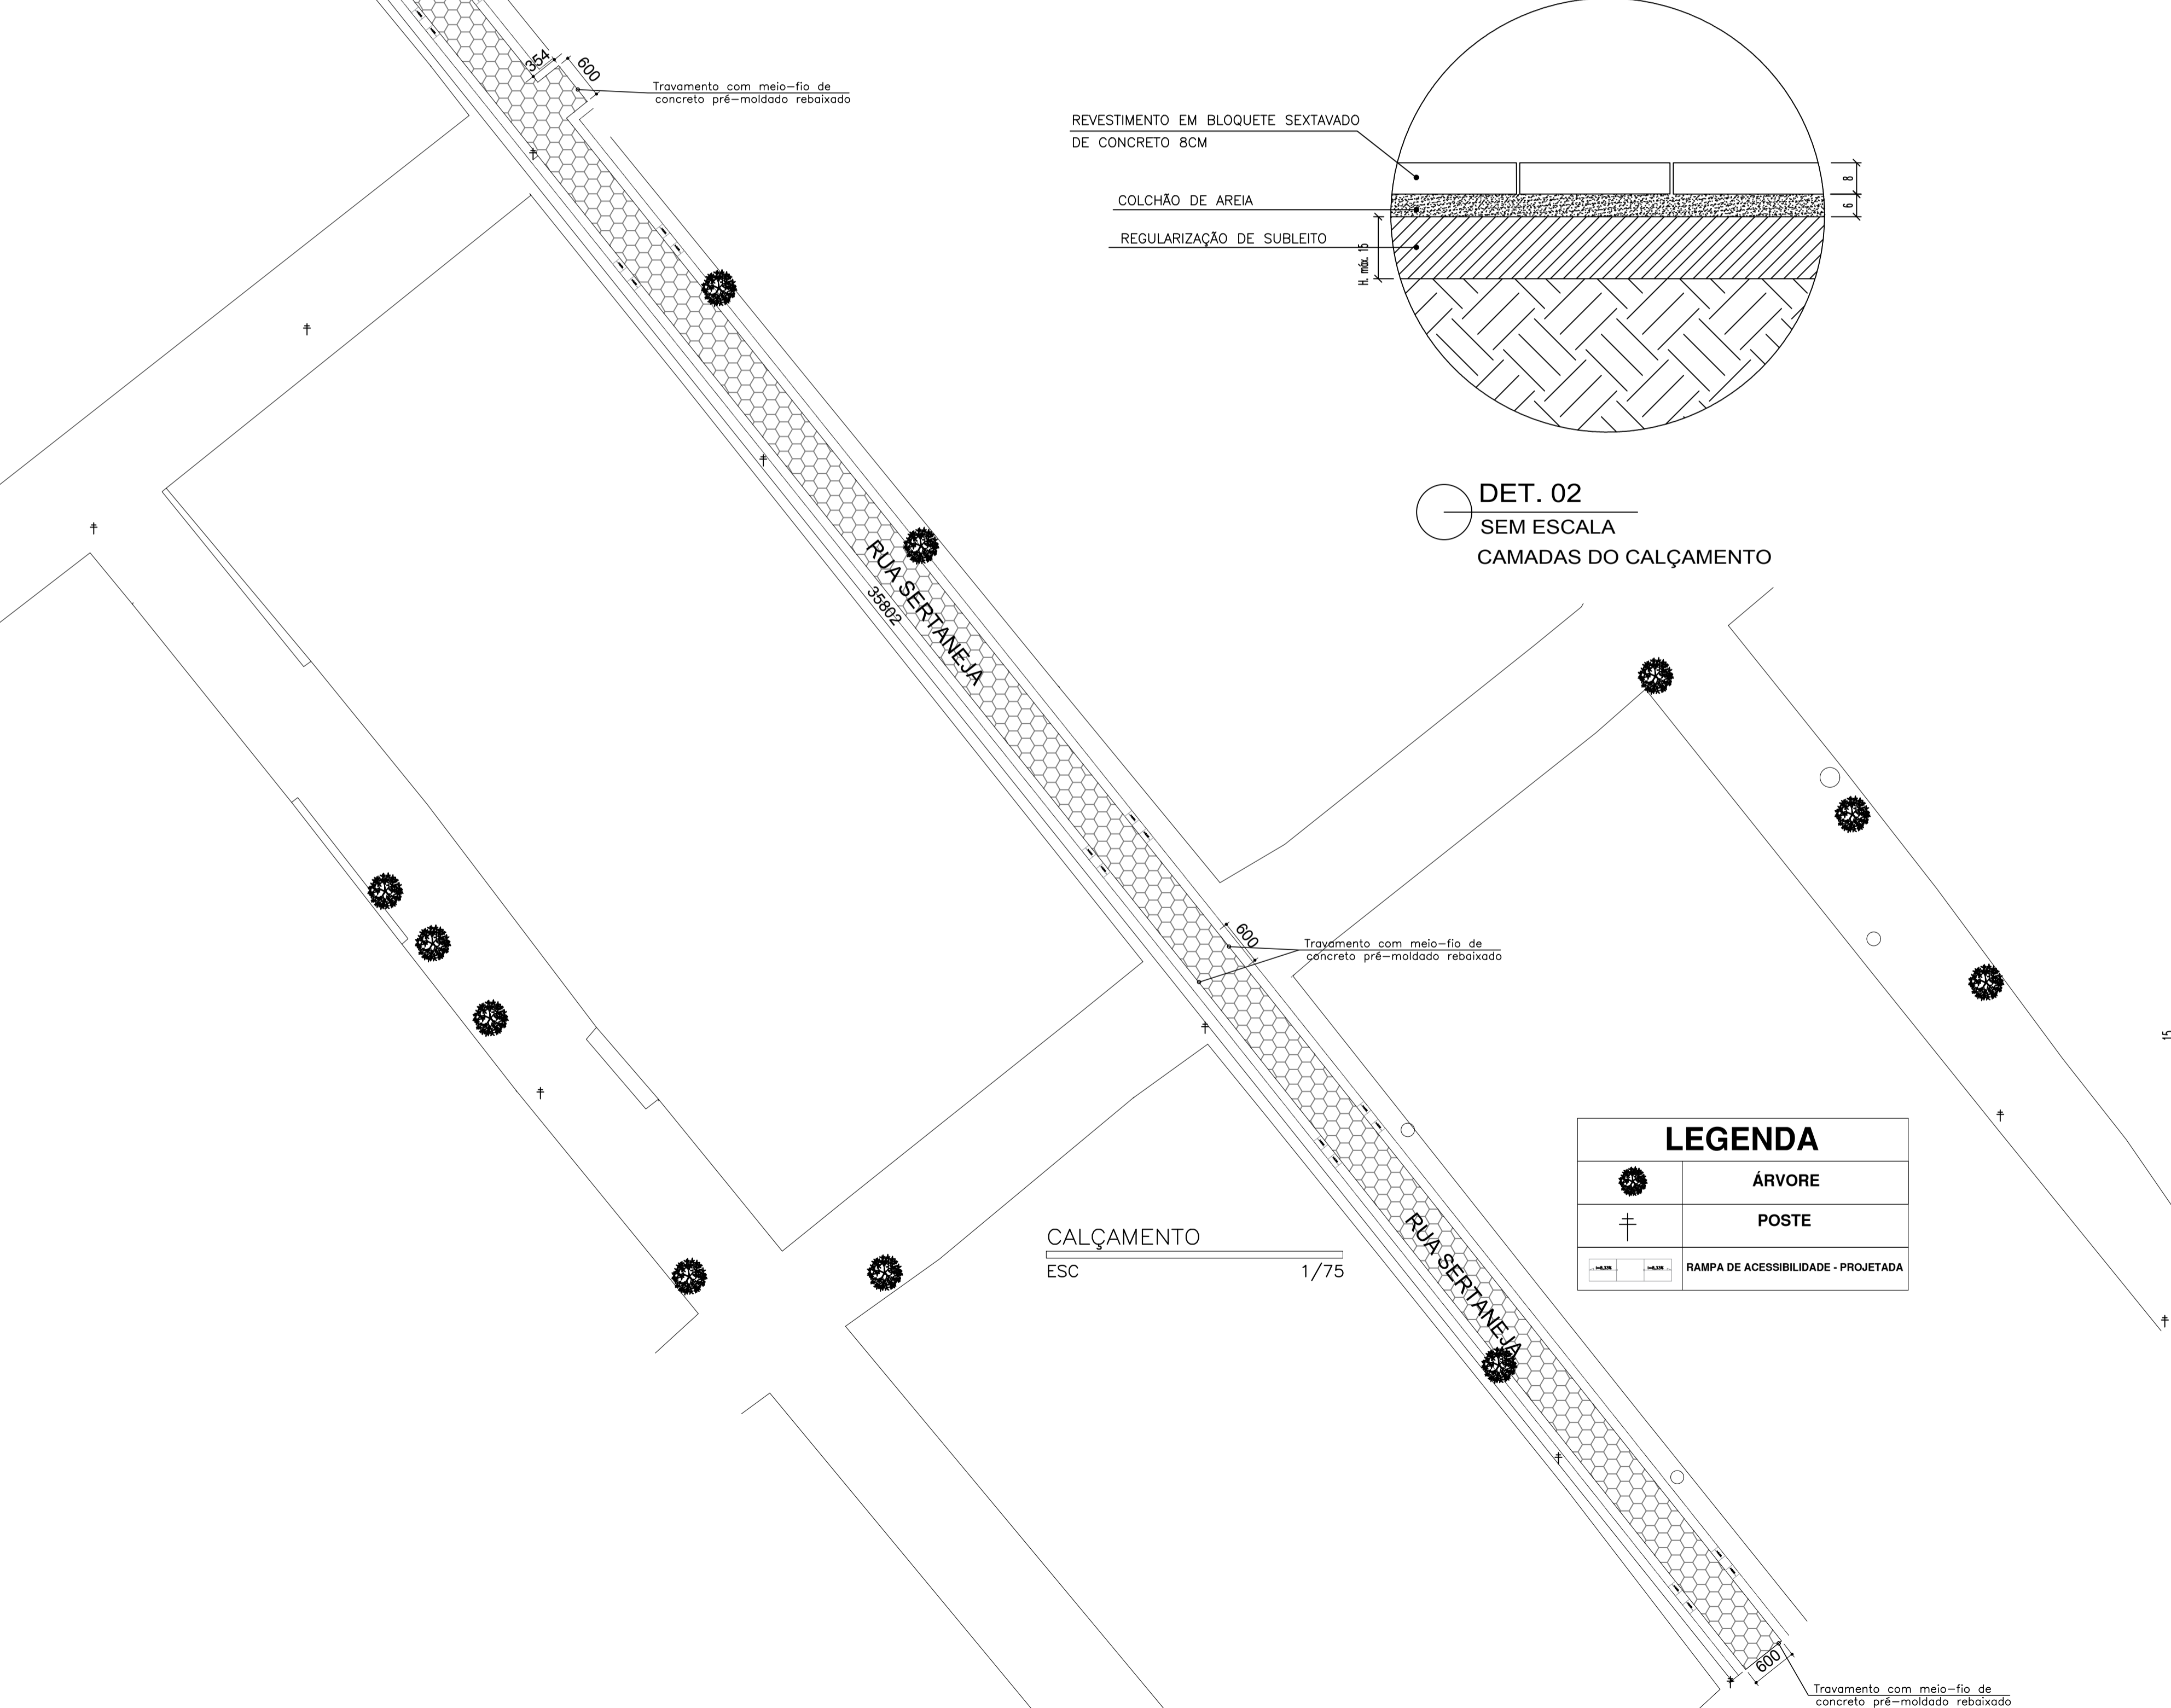 354
600
Travamento com meio-fio de
concreto pré-moldado rebaixado
REVESTIMENTO EM BLOQUETE SEXTAVADO
DE CONCRETO 8CM
COLCHÃO DE AREIA
REGULARIZAÇÃO DE SUBLEITO
8
6
H. máx. 15
DET. 02
SEM ESCALA
CAMADAS DO CALÇAMENTO
RUA SERTANEJA
35802
600
Travamento com meio-fio de
concreto pré-moldado rebaixado
15
LEGENDA
ÁRVORE
POSTE
RAMPA DE ACESSIBILIDADE - PROJETADA
CALÇAMENTO
ESC 1/75
RUA SERTANEJA
600
Travamento com meio-fio de
concreto pré-moldado rebaixado